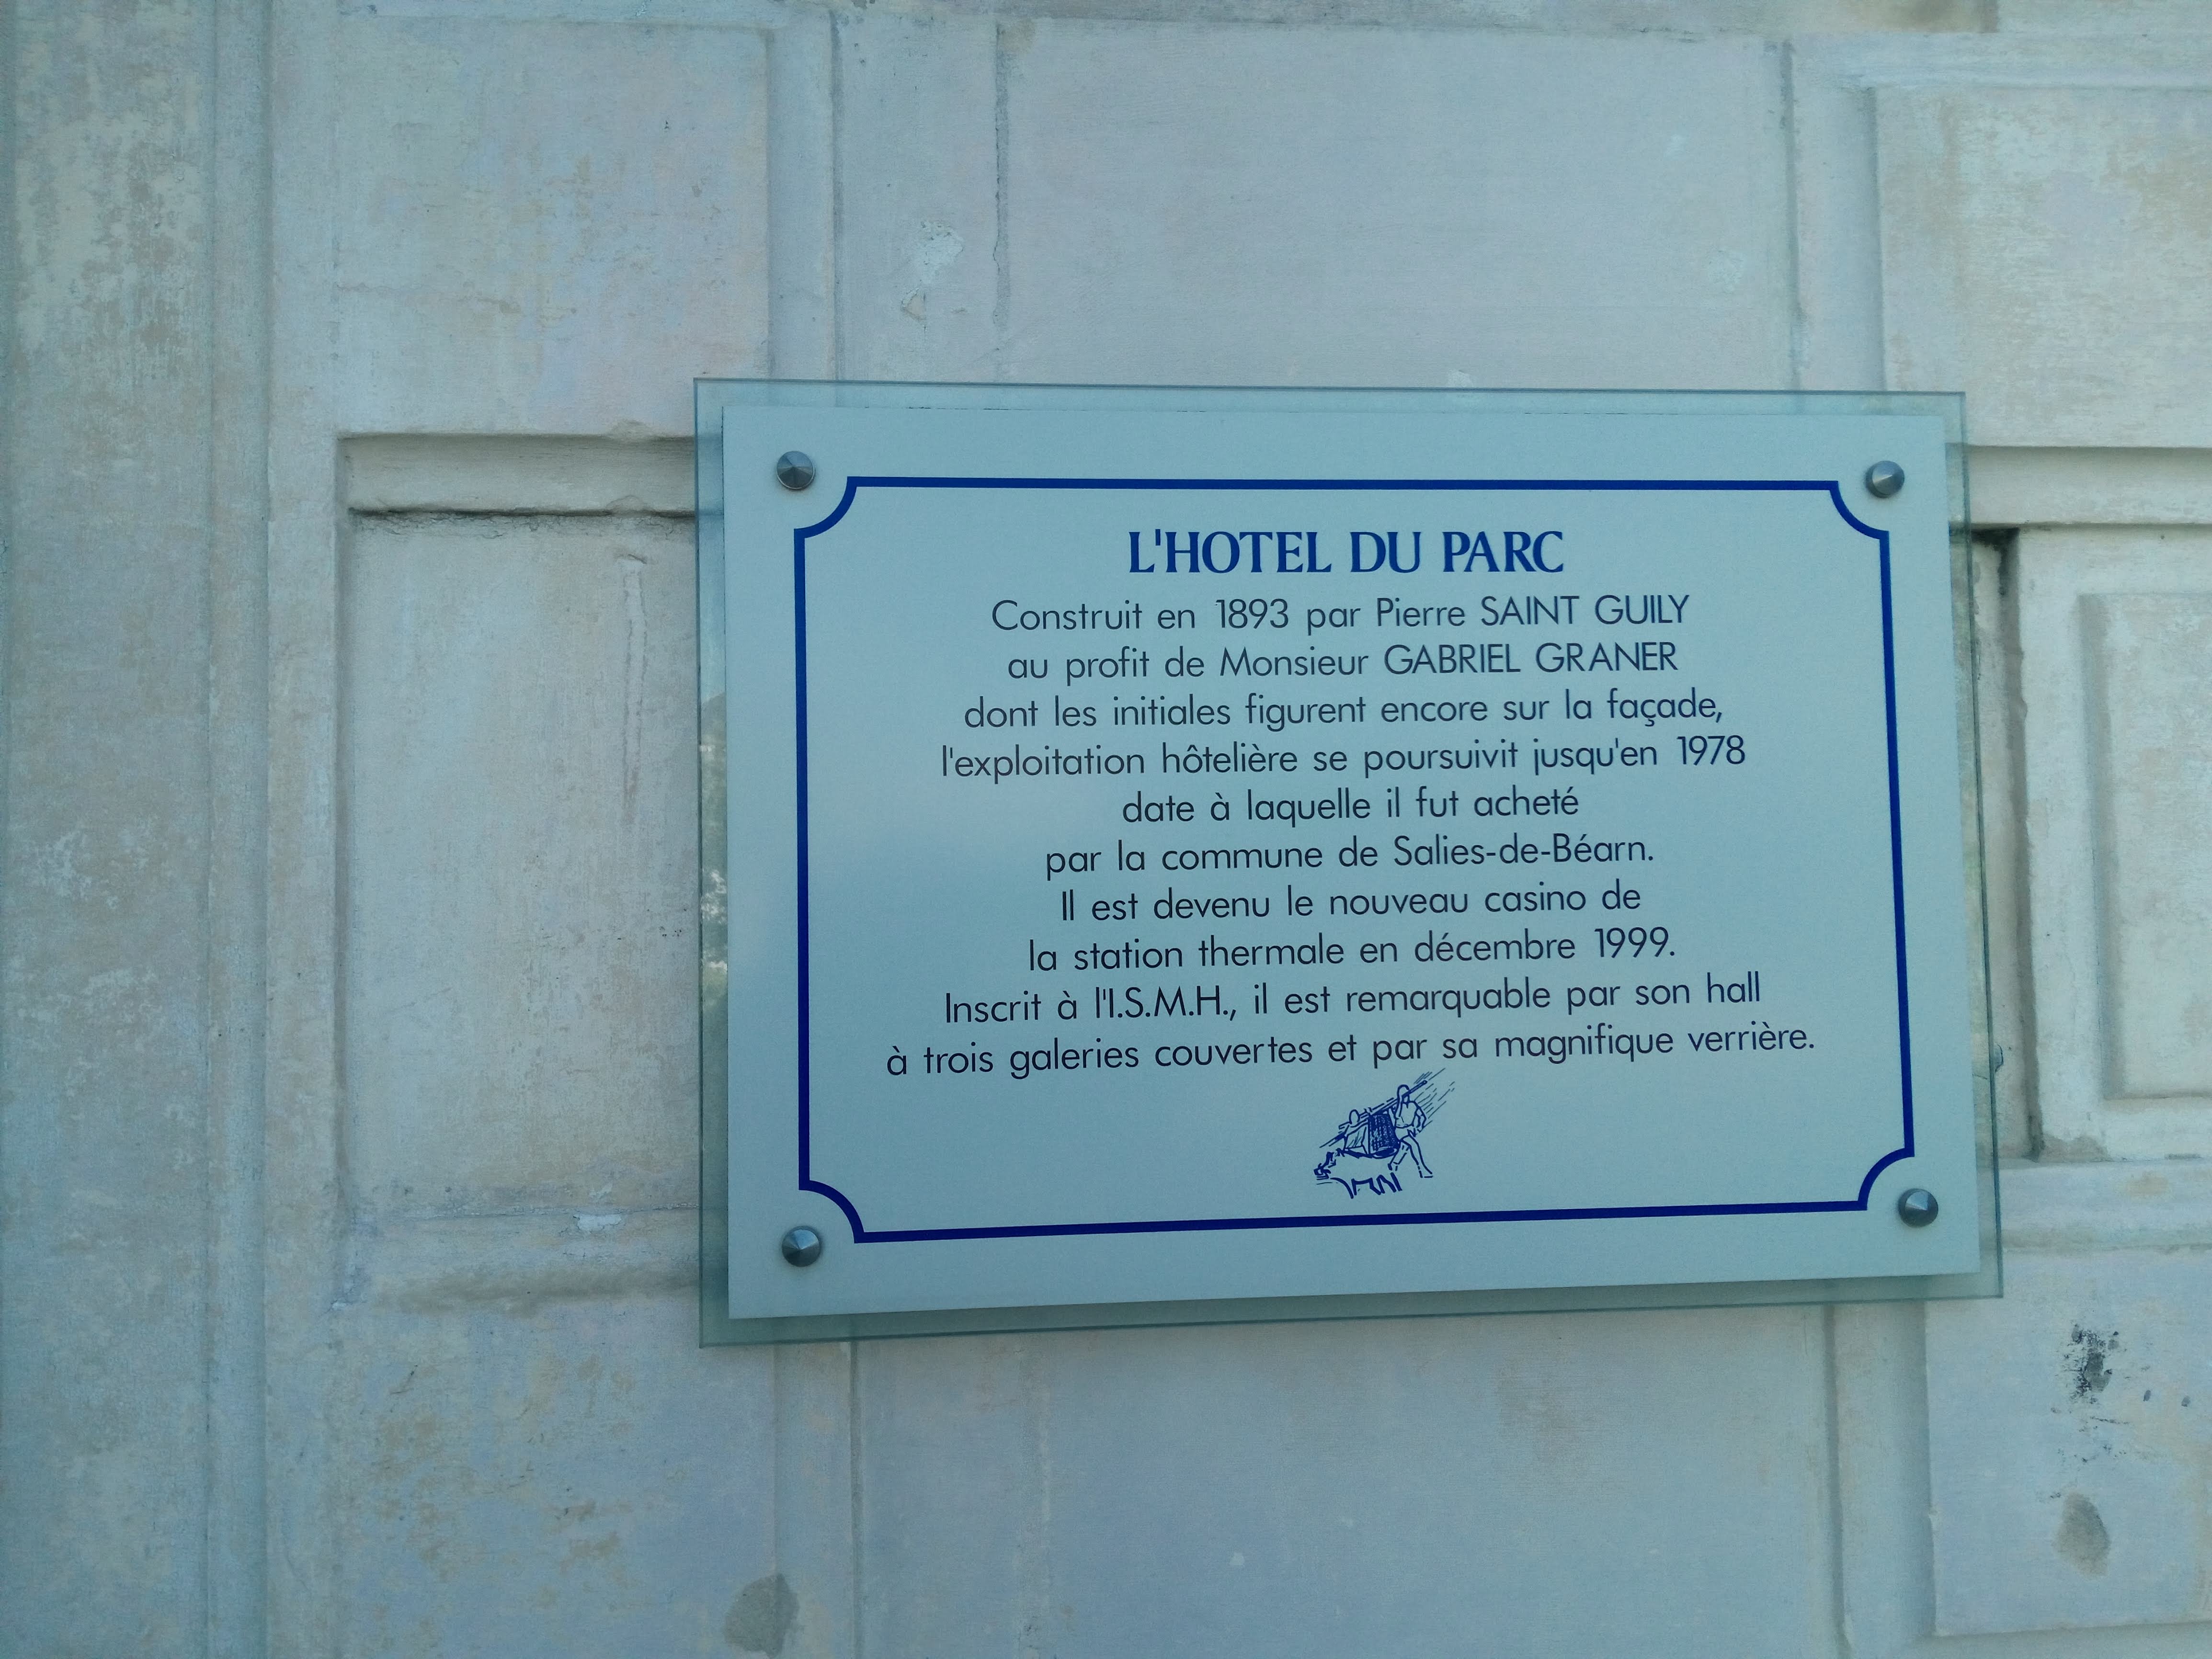 L'HOTEL DU PARC
Construit en 1893 par Pierre SAINT GUILY
au profit de Monsieur GABRIEL GRANER
dont les initiales figurent encore sur la façade,
l'exploitation hôtelière se poursuivit jusqu'en 1978
date à laquelle il fut acheté
par la commune de Salies-de-Béarn.
Il est devenu le nouveau casino de
la station thermale en décembre 1999.
Inscrit à l'I.S.M.H., il est remarquable par son hall
à trois galeries couvertes et par sa magnifique verrière.